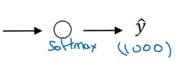 ŷ
softmax
(1000)